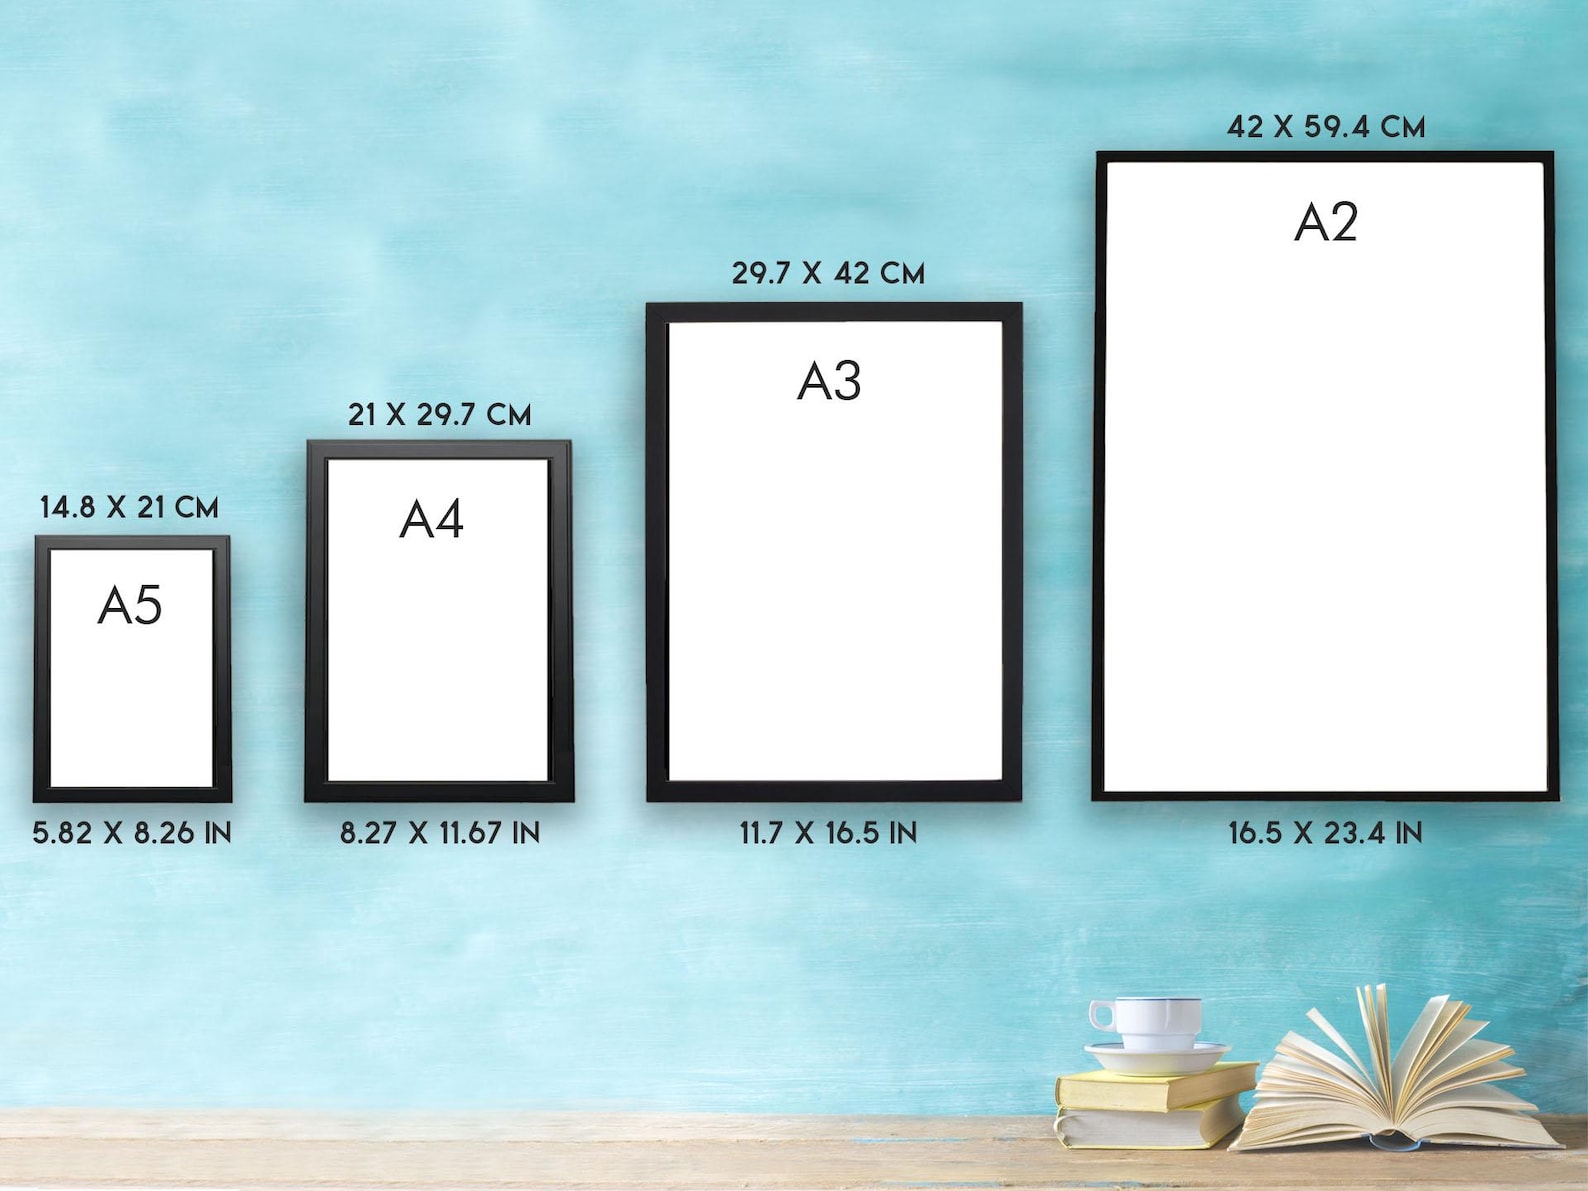 42 X 59.4 CM
A2
29.7 X 42 CM
A3
21 X 29.7 CM
A4
14.8 X 21 CM
A5
5.82 X 8.26 IN
8.27 X 11.67 IN
11.7 X 16.5 IN
16.5 X 23.4 IN